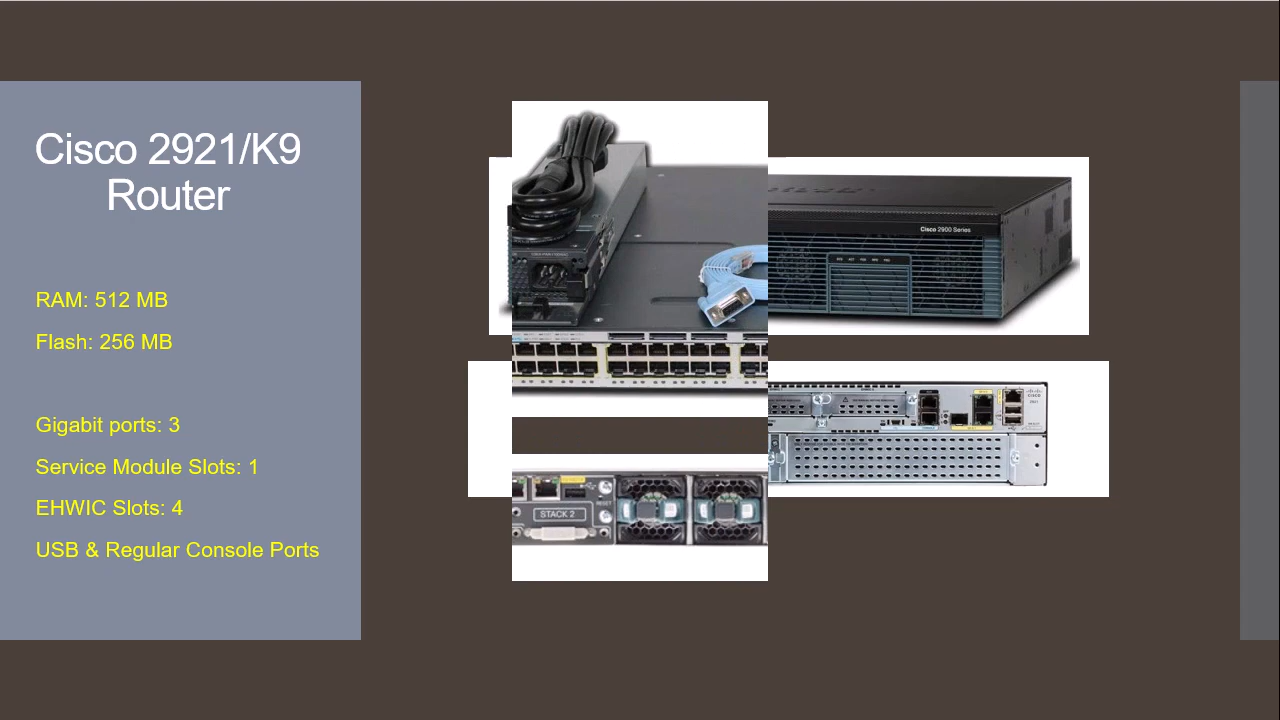 Cisco 2921/K9
Router
RAM: 512 MB
Flash: 256 MB
Gigabit ports: 3
Service Module Slots: 1
EHWIC Slots: 4
USB & Regular Console Ports
Cisco 2900 Series
STACK 2